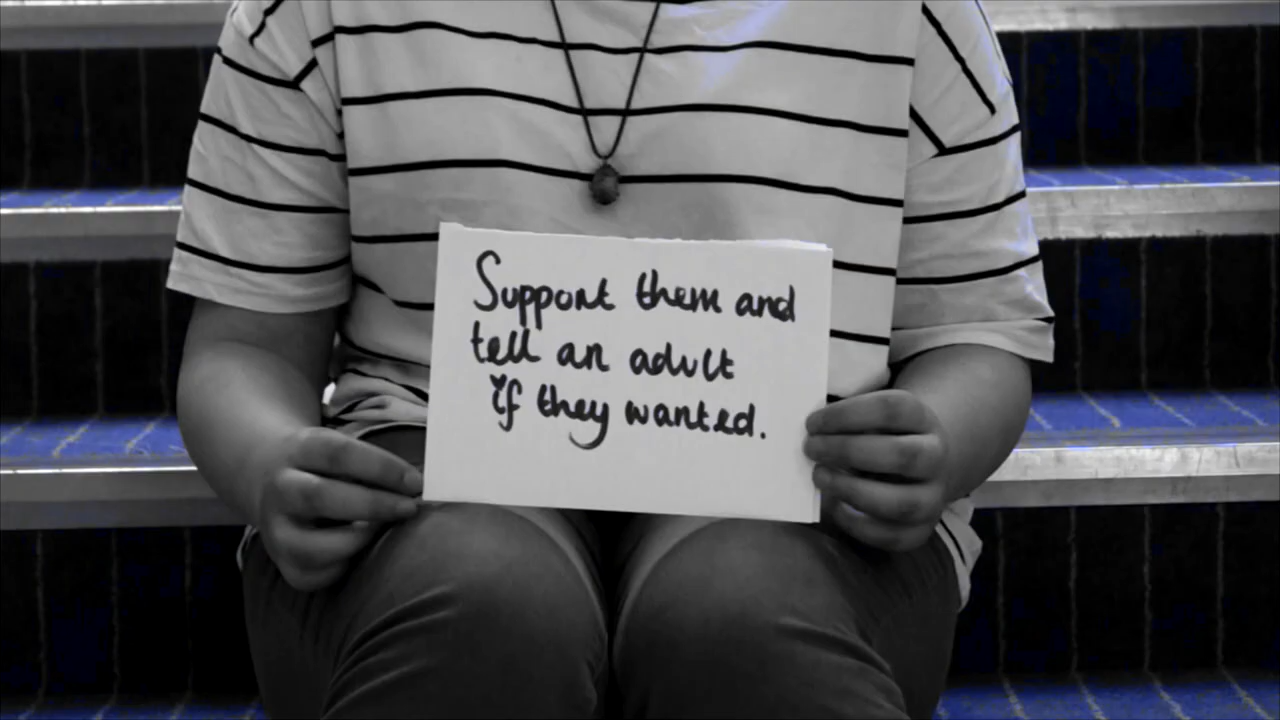 Support them and
tell an adult
if they wanted.